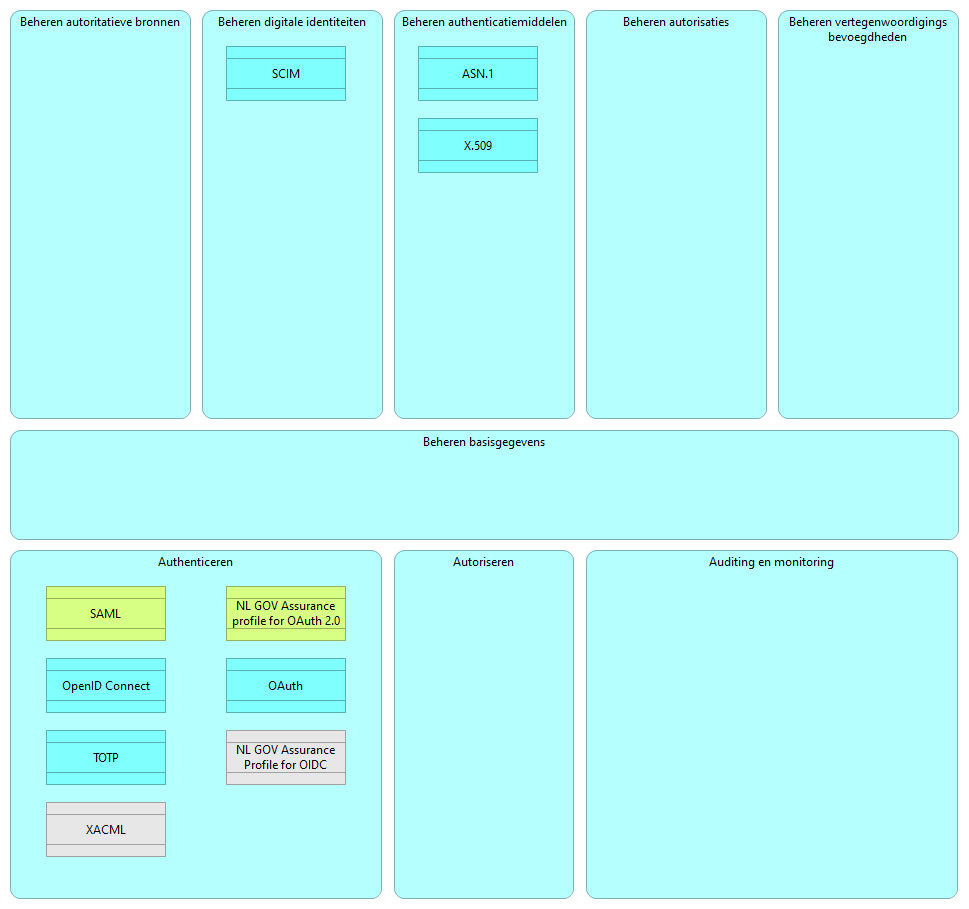 Beheren autoritatieve bronnen
Beheren digitale identiteiten
SCIM
Beheren authenticatiemiddelen
ASN.1
X.509
Beheren autorisaties
Beheren vertegenwoordigings
bevoegdheden
Beheren basisgegevens
Authenticeren
SAML
NL GOV Assurance
profile for OAuth 2.0
OpenID Connect
OAuth
TOTP
NL GOV Assurance
Profile for OIDC
XACML
Autoriseren
Auditing en monitoring